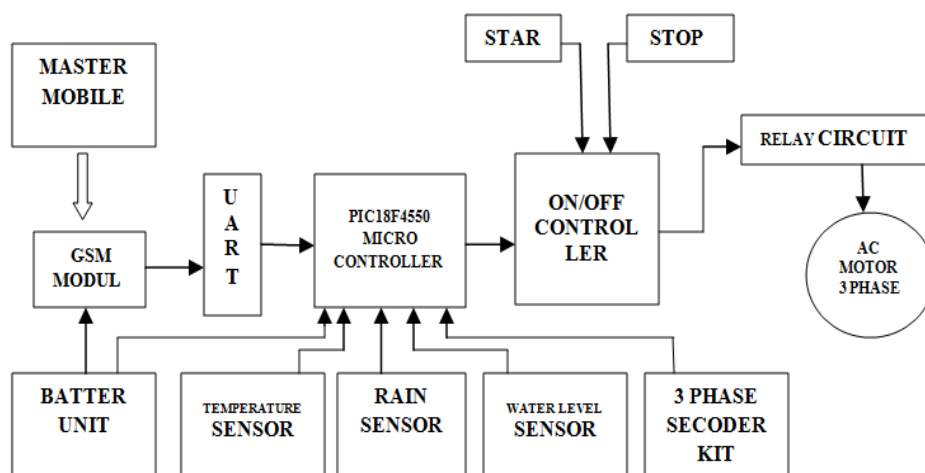 STAR
STOP
MASTER
MOBILE
RELAY CIRCUIT
U
A
R
T
PIC18F4550
MICRO
CONTROLLER
ON/OFF
CONTROL
LER
GSM
MODUL
AC
MOTOR
3 PHASE
BATTER
UNIT
TEMPERATURE
SENSOR
RAIN
SENSOR
WATER LEVEL
SENSOR
3 PHASE
SECODER
KIT